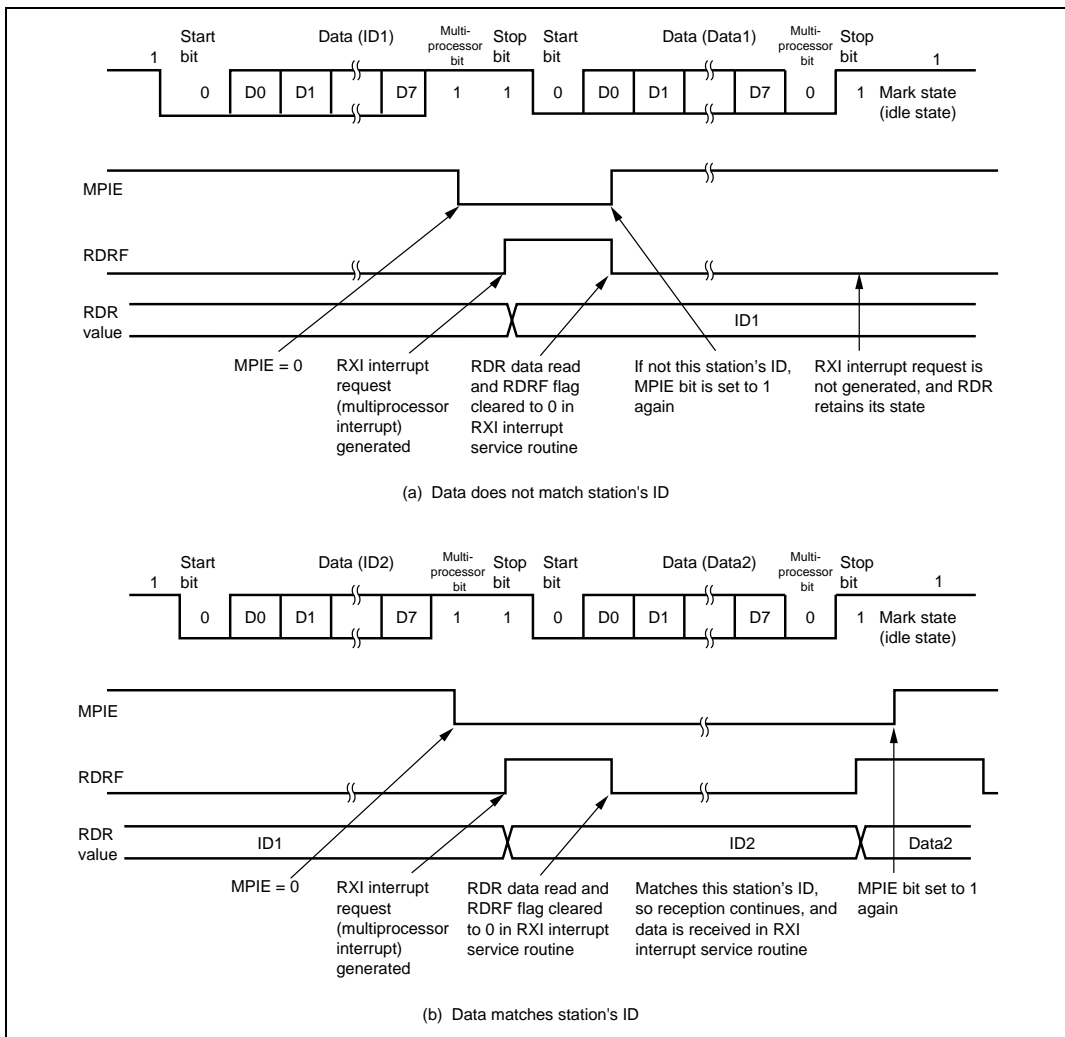 Start bit
Data (ID1)
Multi-processor bit
Stop bit
Start bit
Data (Data1)
Multi-processor bit
Stop bit
1
1
0
D0
D1
D7
1
1
0
D0
D1
D7
0
1
Mark state (idle state)
MPIE
RDRF
RDR value
ID1
MPIE = 0
RXI interrupt request (multiprocessor interrupt) generated
RDR data read and RDRF flag cleared to 0 in RXI interrupt service routine
If not this station's ID, MPIE bit is set to 1 again
RXI interrupt request is not generated, and RDR retains its state
(a) Data does not match station's ID
Start bit
Data (ID2)
Multi-processor bit
Stop bit
Start bit
Data (Data2)
Multi-processor bit
Stop bit
1
1
0
D0
D1
D7
1
1
0
D0
D1
D7
0
1
Mark state (idle state)
MPIE
RDRF
RDR value
ID1
ID2
Data2
MPIE = 0
RXI interrupt request (multiprocessor interrupt) generated
RDR data read and RDRF flag cleared to 0 in RXI interrupt service routine
Matches this station's ID, so reception continues, and data is received in RXI interrupt service routine
MPIE bit set to 1 again
(b) Data matches station's ID